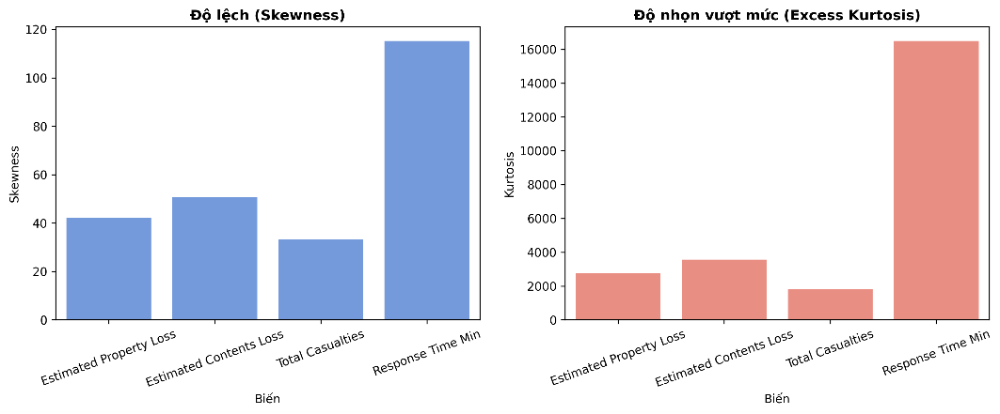 Độ lệch (Skewness)
120
100
80
60
40
20
0
Skewness
Estimated Property Loss
Estimated Contents Loss
Total Casualties
Response Time Min
Biến
Độ nhọn vượt mức (Excess Kurtosis)
16000
14000
12000
10000
8000
6000
4000
2000
0
Kurtosis
Estimated Property Loss
Estimated Contents Loss
Total Casualties
Response Time Min
Biến